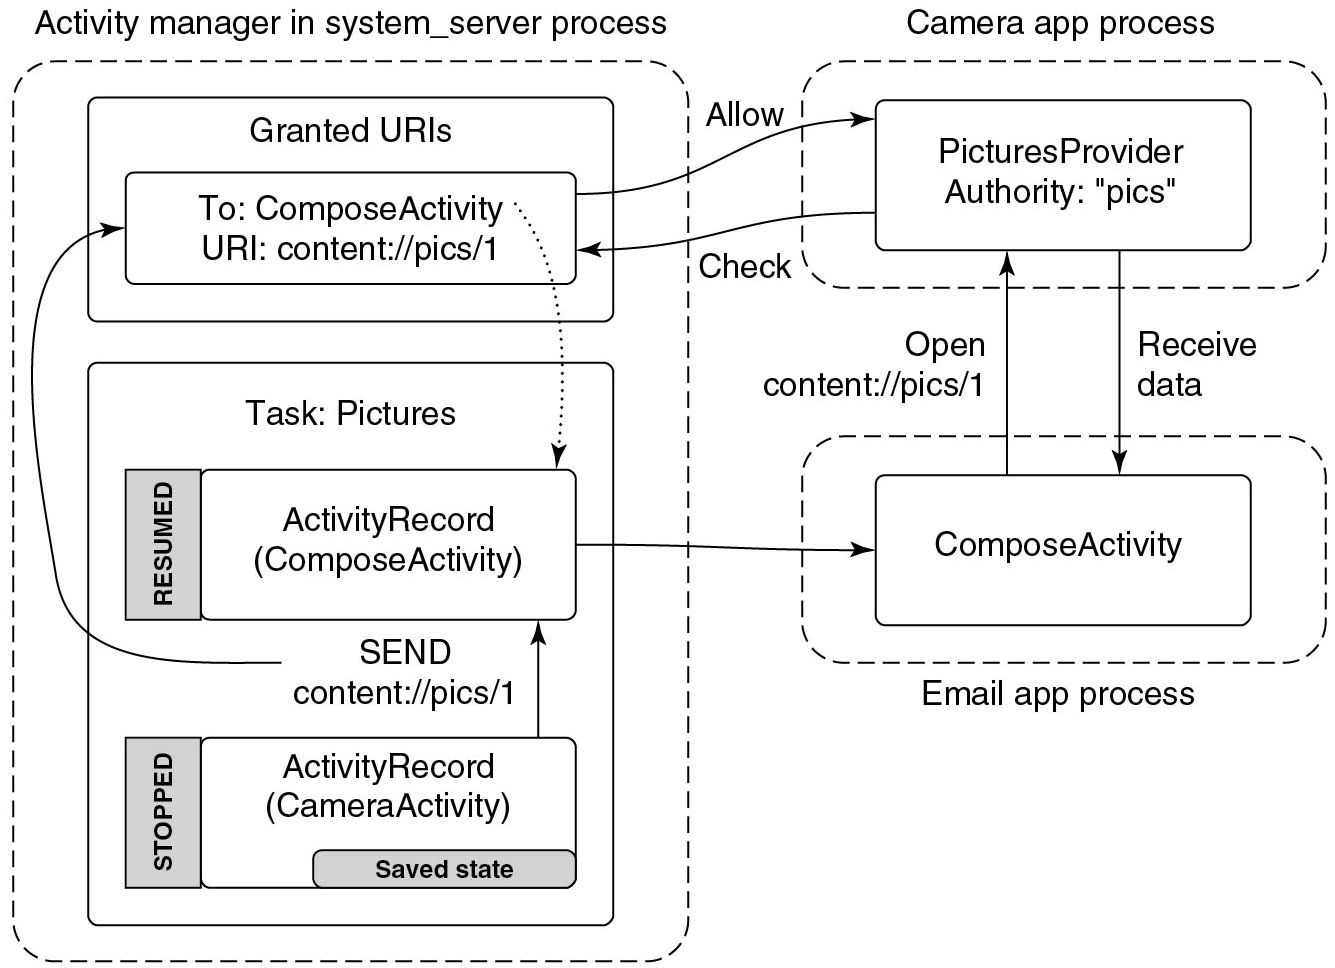 Activity manager in system_server process
Camera app process
Granted URIs
To: ComposeActivity
URI: content://pics/1
Allow
Check
PicturesProvider
Authority: "pics"
Open
content://pics/1
Receive
data
Task: Pictures
RESUMED
ActivityRecord
(ComposeActivity)
ComposeActivity
SEND
content://pics/1
Email app process
STOPPED
ActivityRecord
(CameraActivity)
Saved state